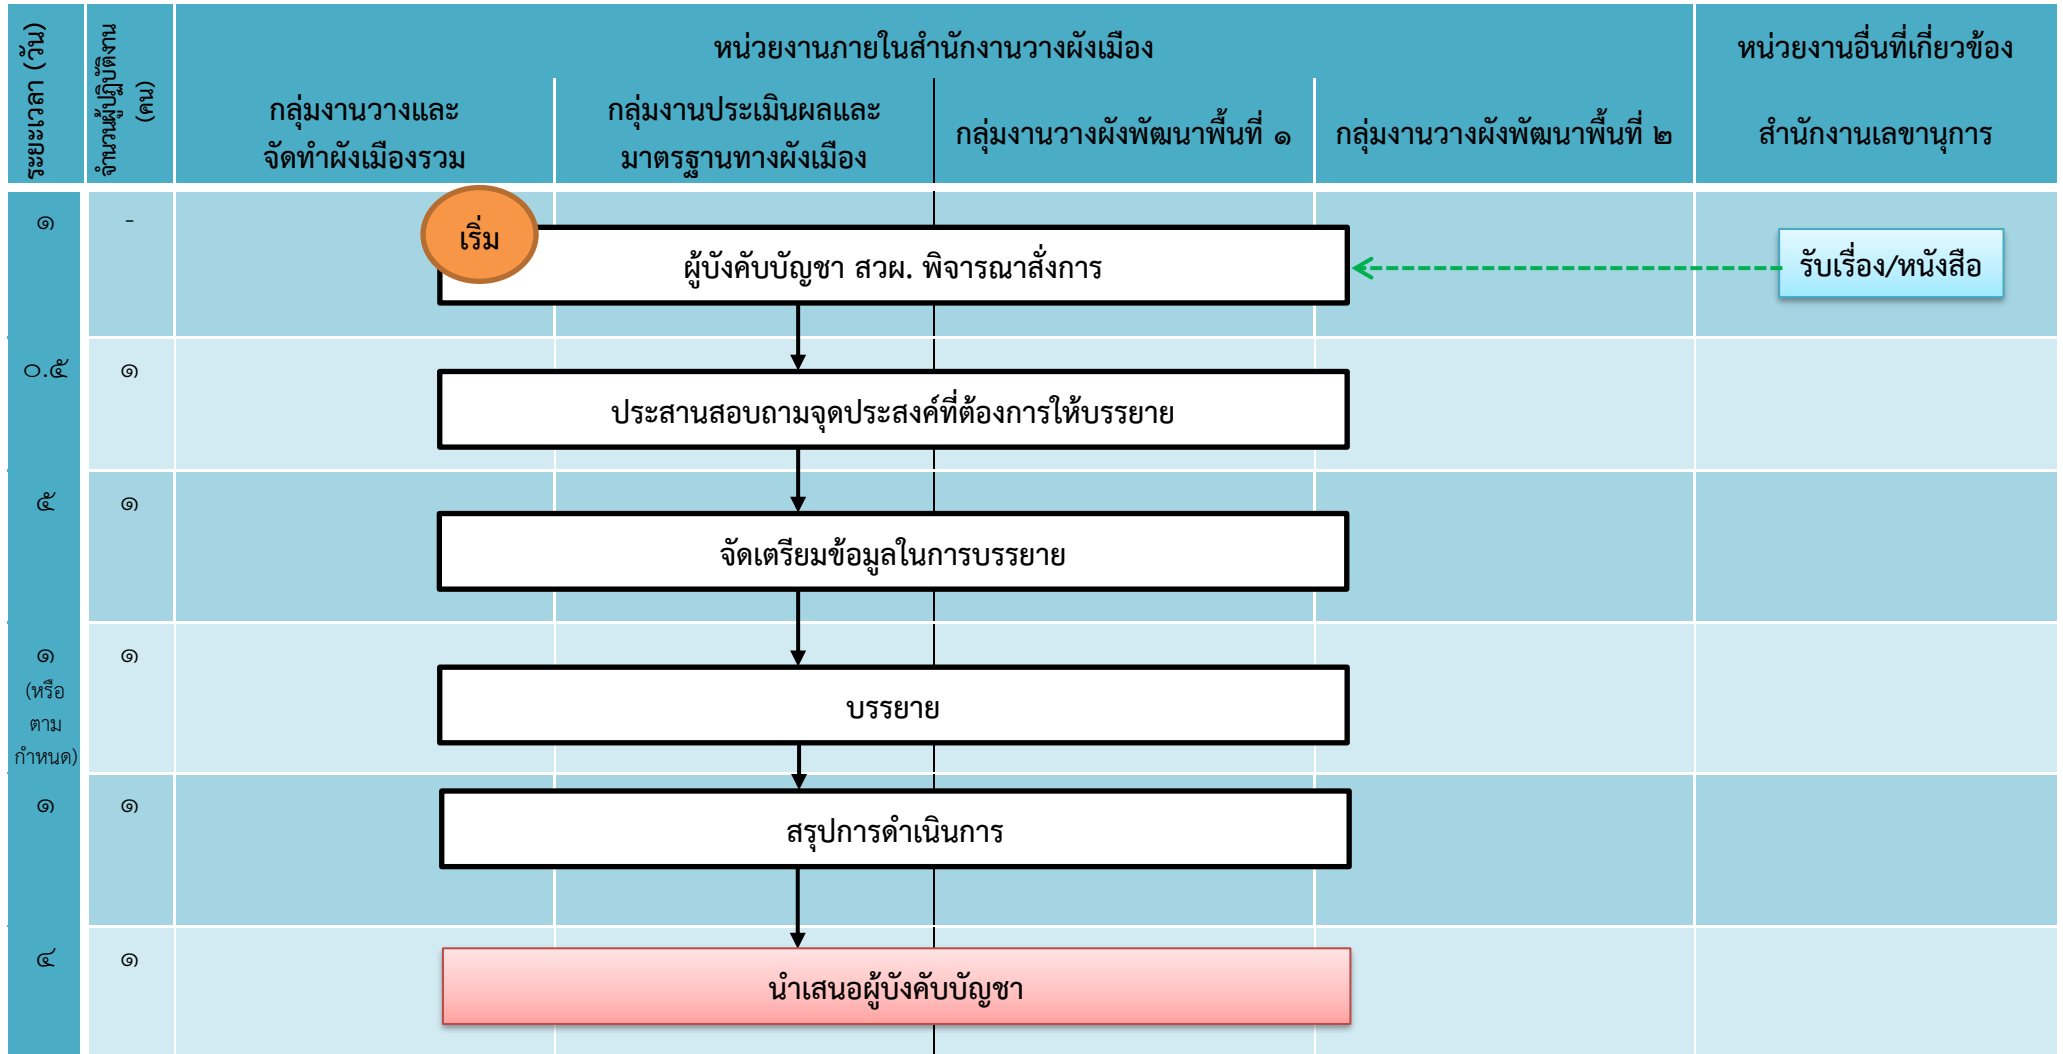 ระยะเวลา (วัน)
จำนวนผู้ปฏิบัติงาน
(คน)
หน่วยงานภายในสำนักงานวางผังเมือง
หน่วยงานอื่นที่เกี่ยวข้อง
กลุ่มงานวางและ
จัดทำผังเมืองรวม
กลุ่มงานประเมินผลและ
มาตรฐานทางผังเมือง
กลุ่มงานวางผังพัฒนาพื้นที่ ๑
กลุ่มงานวางผังพัฒนาพื้นที่ ๒
สำนักงานเลขานุการ
๑
-
เริ่ม
ผู้บังคับบัญชา สวผ. พิจารณาสั่งการ
รับเรื่อง/หนังสือ
๐.๕
๑
ประสานสอบถามจุดประสงค์ที่ต้องการให้บรรยาย
๕
๑
จัดเตรียมข้อมูลในการบรรยาย
๑
(หรือ
ตาม
กำหนด)
๑
บรรยาย
๑
๑
สรุปการดำเนินการ
๔
๑
นำเสนอผู้บังคับบัญชา